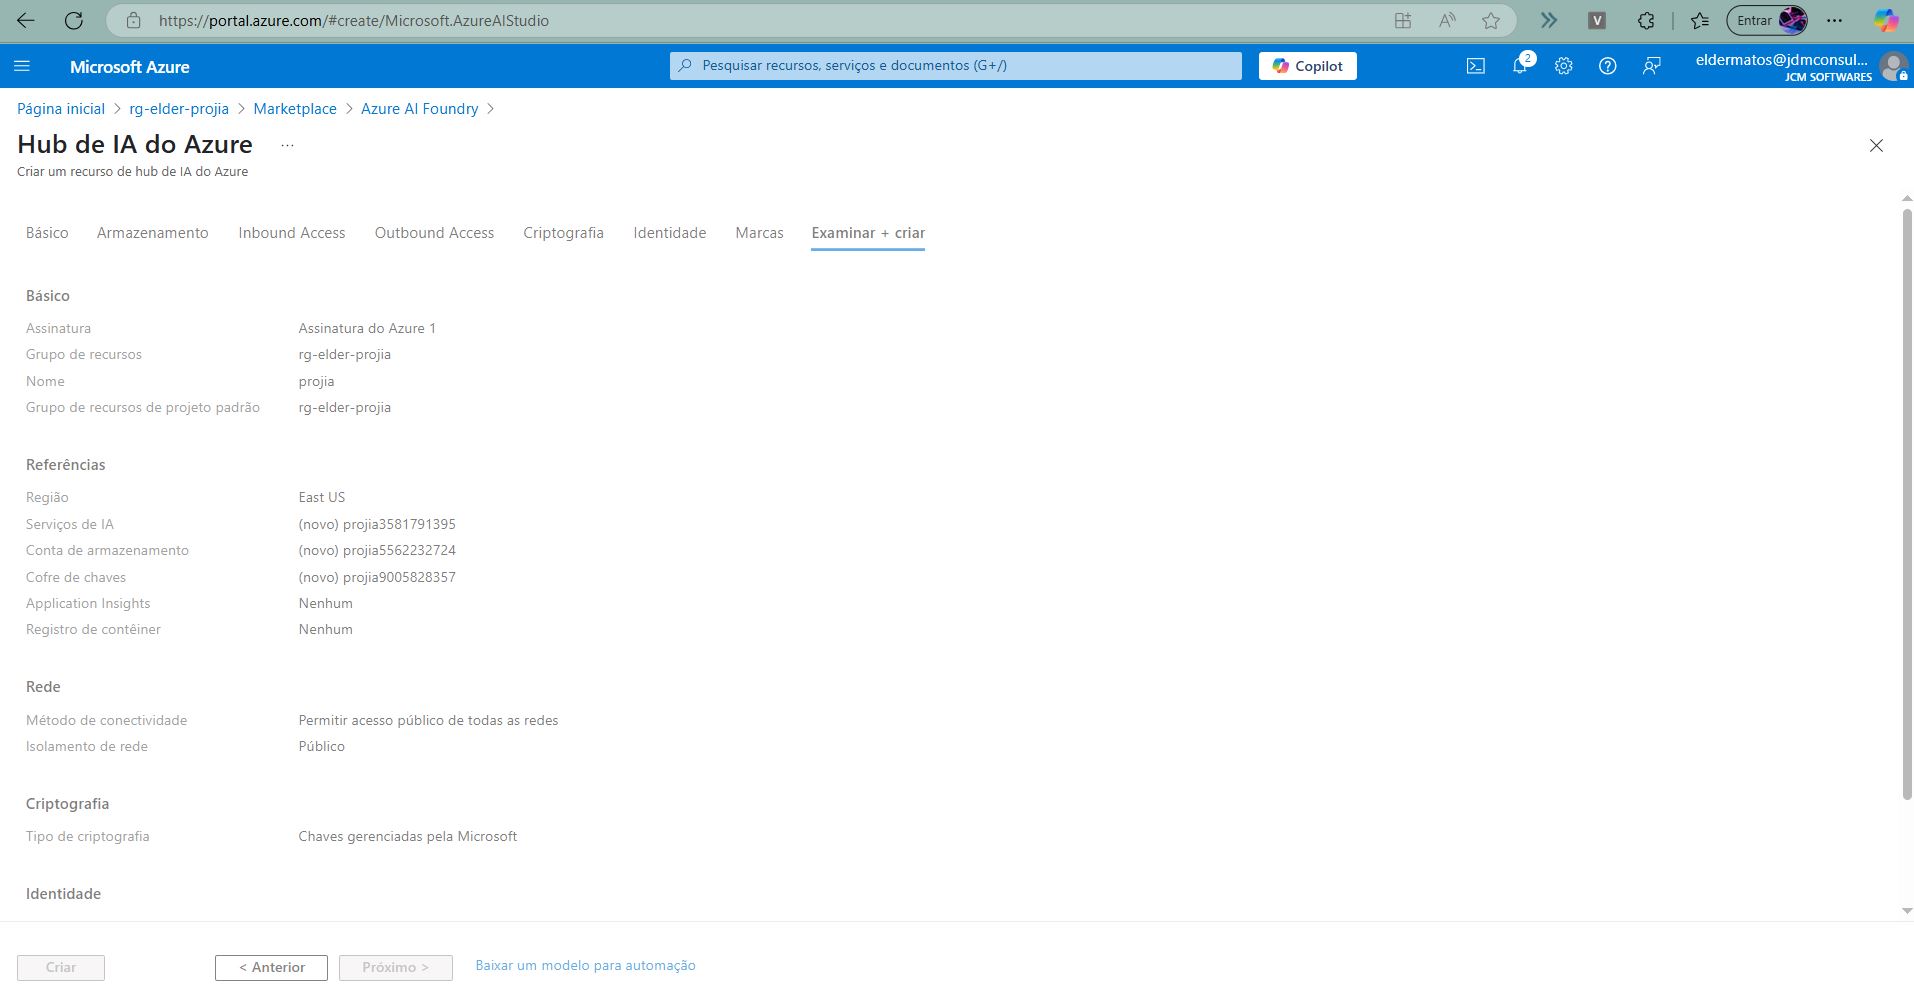 https://portal.azure.com/#create/Microsoft.AzureAIStudio
V
Entrar
Microsoft Azure
Pesquisar recursos, serviços e documentos (G+/)
Copilot
2
eldermatos@jdmconsul...
JCM SOFTWARES
Página inicial > rg-elder-projia > Marketplace > Azure AI Foundry >
Hub de IA do Azure ...
Criar um recurso de hub de IA do Azure
Básico Armazenamento Inbound Access Outbound Access Criptografia Identidade Marcas Examinar + criar
Básico
Assinatura Assinatura do Azure 1
Grupo de recursos rg-elder-projia
Nome projia
Grupo de recursos de projeto padrão rg-elder-projia
Referências
Região East US
Serviços de IA (novo) projia3581791395
Conta de armazenamento (novo) projia5562232724
Cofre de chaves (novo) projia9005828357
Application Insights Nenhum
Registro de contêiner Nenhum
Rede
Método de conectividade Permitir acesso público de todas as redes
Isolamento de rede Público
Criptografia
Tipo de criptografia Chaves gerenciadas pela Microsoft
Identidade
Criar < Anterior Próximo > Baixar um modelo para automação